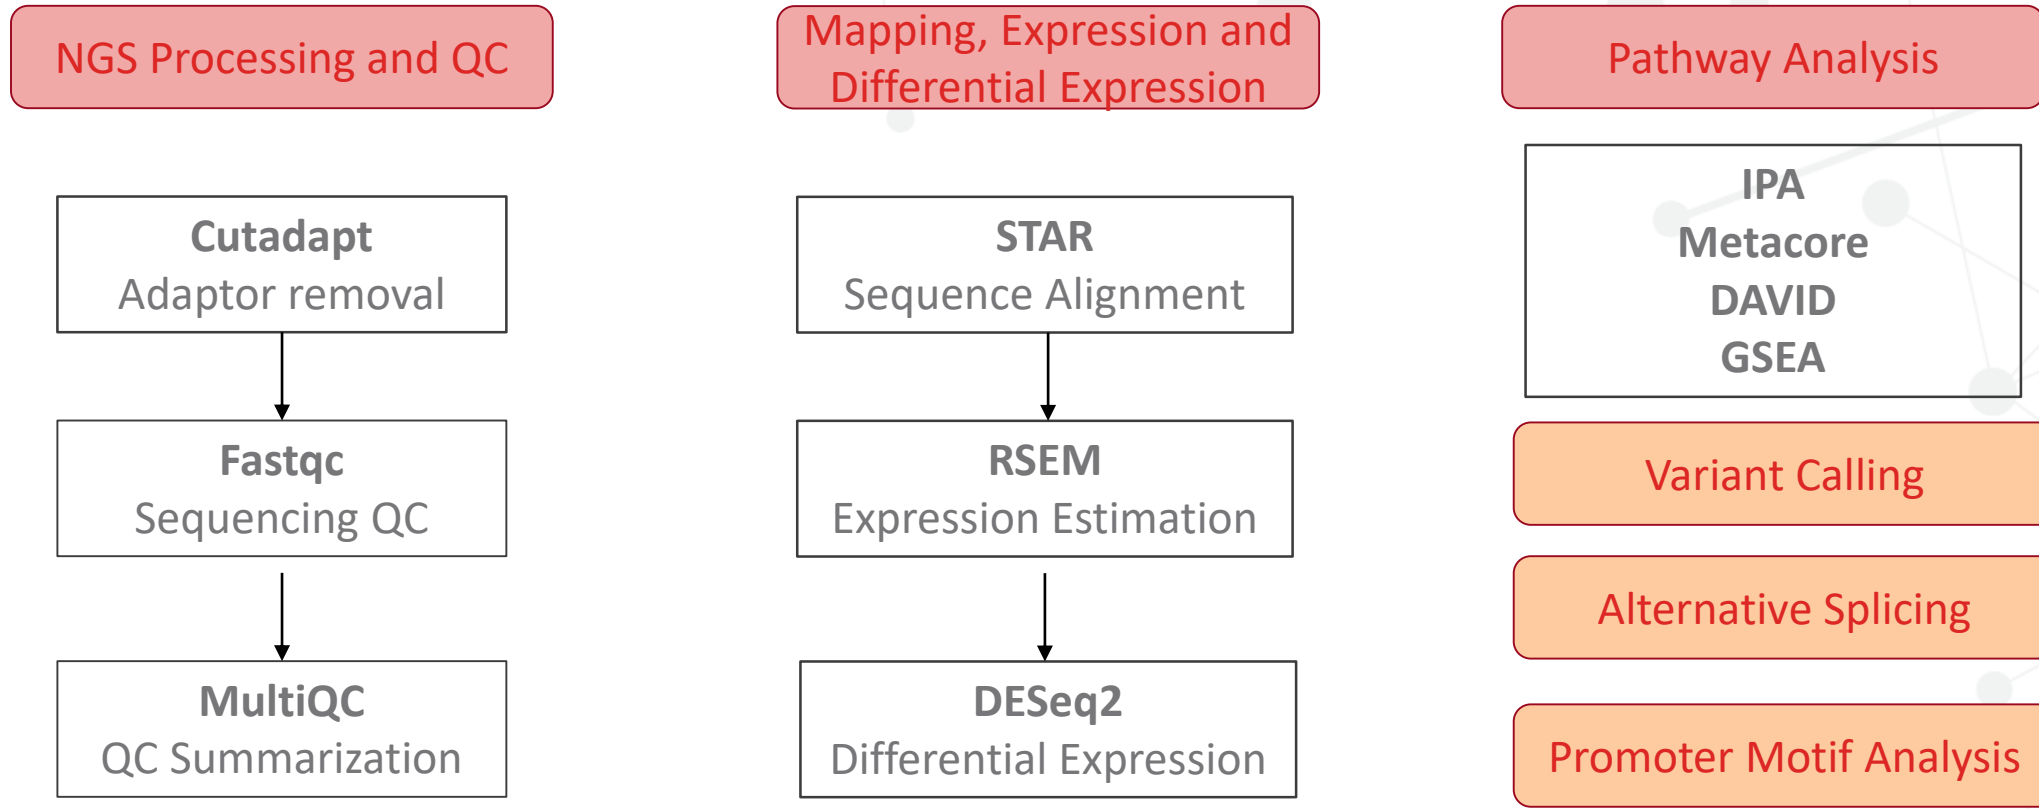 NGS Processing and QC
Cutadapt
Adaptor removal
Fastqc
Sequencing QC
MultiQC
QC Summarization
Mapping, Expression and
Differential Expression
STAR
Sequence Alignment
RSEM
Expression Estimation
DESeq2
Differential Expression
Pathway Analysis
IPA
Metacore
DAVID
GSEA
Variant Calling
Alternative Splicing
Promoter Motif Analysis